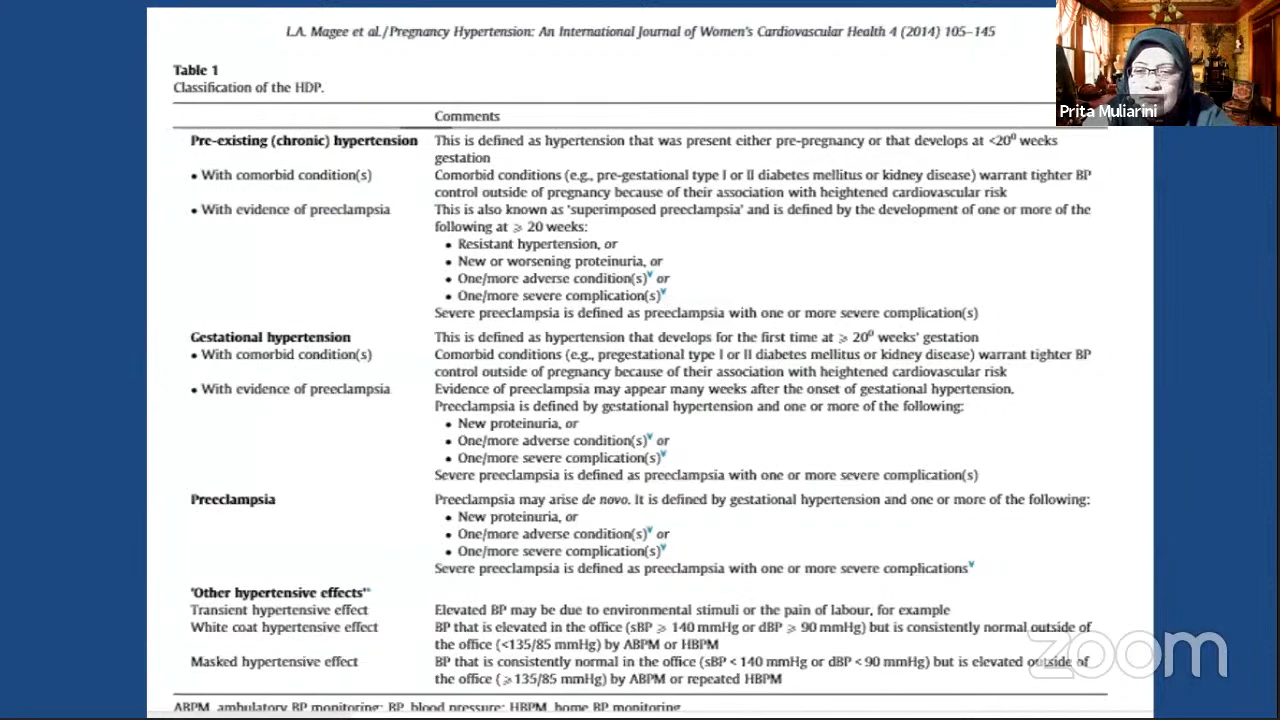 L.A. Magee et al./Pregnancy Hypertension: An International Journal of Women's Cardiovascular Health 4 (2014) 105–145
Prita Muliarini
Table 1
Classification of the HDP.
Comments
Pre-existing (chronic) hypertension This is defined as hypertension that was present either pre-pregnancy or that develops at <20⁰ weeks
gestation
• With comorbid condition(s) Comorbid conditions (e.g., pre-gestational type I or II diabetes mellitus or kidney disease) warrant tighter BP
control outside of pregnancy because of their association with heightened cardiovascular risk
• With evidence of preeclampsia This is also known as 'superimposed preeclampsia' and is defined by the development of one or more of the
following at ⩾ 20 weeks:
• Resistant hypertension, or
• New or worsening proteinuria, or
• One/more adverse condition(s)ᵞ or
• One/more severe complication(s)ᵞ
Severe preeclampsia is defined as preeclampsia with one or more severe complication(s)
Gestational hypertension This is defined as hypertension that develops for the first time at ⩾ 20⁰ weeks' gestation
• With comorbid condition(s) Comorbid conditions (e.g., pregestational type I or II diabetes mellitus or kidney disease) warrant tighter BP
control outside of pregnancy because of their association with heightened cardiovascular risk
• With evidence of preeclampsia Evidence of preeclampsia may appear many weeks after the onset of gestational hypertension.
Preeclampsia is defined by gestational hypertension and one or more of the following:
• New proteinuria, or
• One/more adverse condition(s)ᵞ or
• One/more severe complication(s)ᵞ
Severe preeclampsia is defined as preeclampsia with one or more severe complication(s)
Preeclampsia Preeclampsia may arise de novo. It is defined by gestational hypertension and one or more of the following:
• New proteinuria, or
• One/more adverse condition(s)ᵞ or
• One/more severe complication(s)ᵞ
Severe preeclampsia is defined as preeclampsia with one or more severe complicationsᵞ
'Other hypertensive effects'*
Transient hypertensive effect Elevated BP may be due to environmental stimuli or the pain of labour, for example
White coat hypertensive effect BP that is elevated in the office (sBP ⩾ 140 mmHg or dBP ⩾ 90 mmHg) but is consistently normal outside of
the office (<135/85 mmHg) by ABPM or HBPM
Masked hypertensive effect BP that is consistently normal in the office (sBP < 140 mmHg or dBP < 90 mmHg) but is elevated outside of
the office (⩾135/85 mmHg) by ABPM or repeated HBPM
zoom
ABPM, ambulatory BP monitoring; BP, blood pressure; HBPM, home BP monitoring